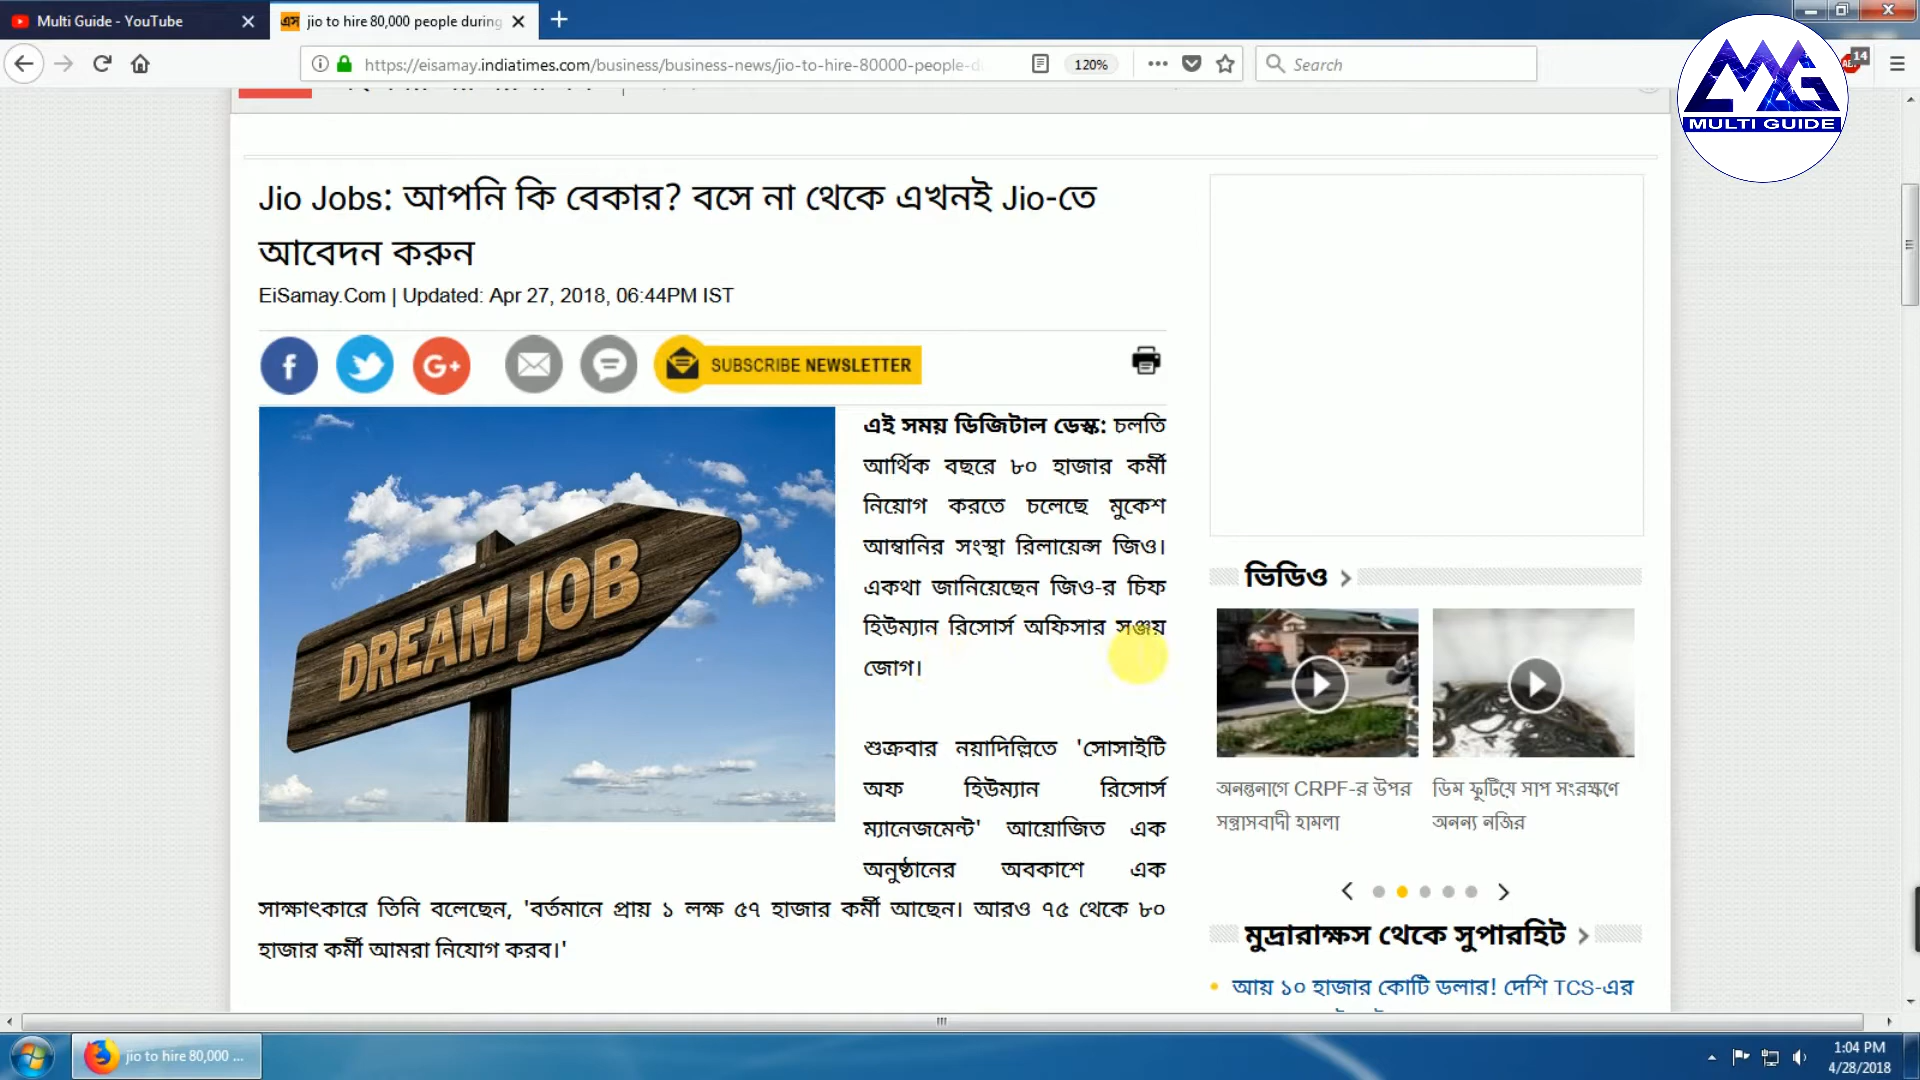 Multi Guide - YouTube
jio to hire 80,000 people during
https://eisamay.indiatimes.com/business/business-news/jio-to-hire-80000-people-d
120%
Search
14
MG
MULTI GUIDE
Jio Jobs: আপনি কি বেকার? বসে না থেকে এখনই Jio-তে
আবেদন করুন
EiSamay.Com | Updated: Apr 27, 2018, 06:44PM IST
SUBSCRIBE NEWSLETTER
DREAM JOB
এই সময় ডিজিটাল ডেস্ক: চলতি
আর্থিক বছরে ৮০ হাজার কর্মী
নিয়োগ করতে চলেছে মুকেশ
আম্বানির সংস্থা রিলায়েন্স জিও।
একথা জানিয়েছেন জিও-র চিফ
হিউম্যান রিসোর্স অফিসার সঞ্জয়
জোগ।
শুক্রবার নয়াদিল্লিতে 'সোসাইটি
অফ হিউম্যান রিসোর্স
ম্যানেজমেন্ট' আয়োজিত এক
অনুষ্ঠানের অবকাশে এক
সাক্ষাৎকারে তিনি বলেছেন, 'বর্তমানে প্রায় ১ লক্ষ ৫৭ হাজার কর্মী আছেন। আরও ৭৫ থেকে ৮০
হাজার কর্মী আমরা নিযোগ করব।'
ভিডিও
অনন্তনাগে CRPF-র উপর
সন্ত্রাসবাদী হামলা
ডিম ফুটিযে সাপ সংরক্ষণে
অনন্য নজির
মুদ্রারাক্ষস থেকে সুপারহিট
আয় ১০ হাজার কোটি ডলার! দেশি TCS-এর
jio to hire 80,000 ...
1:04 PM
4/28/2018